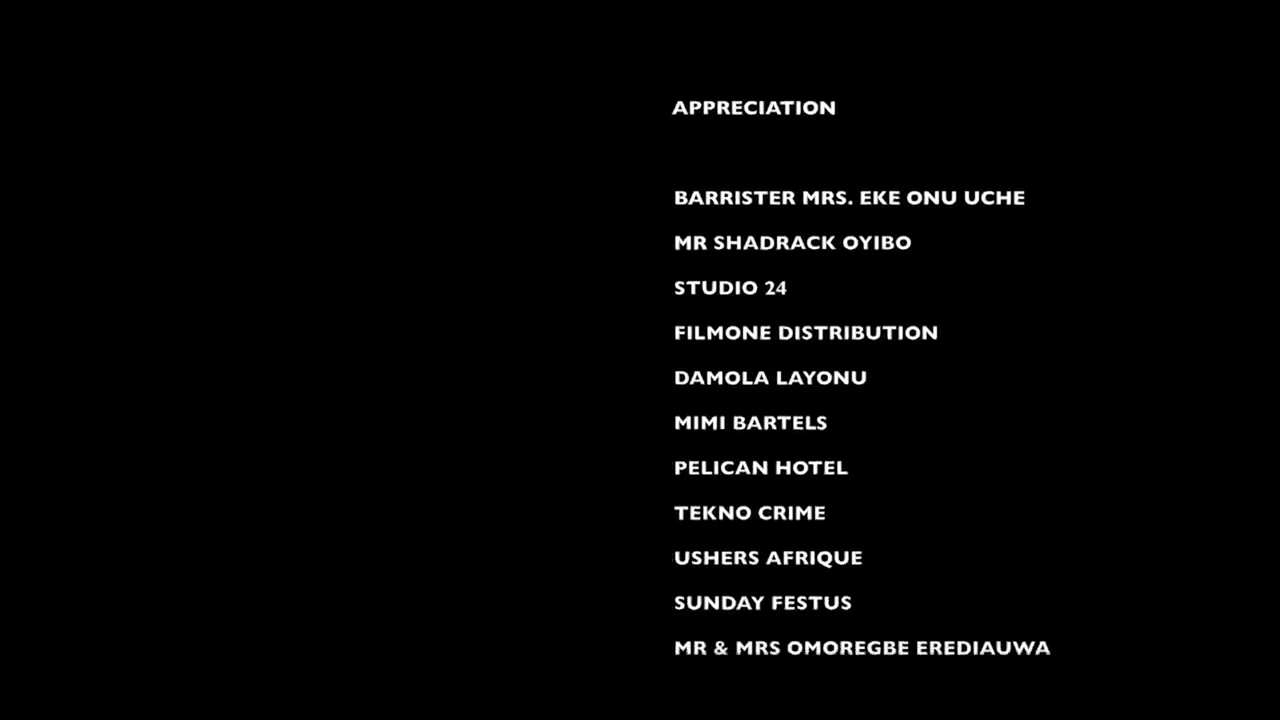 APPRECIATION
BARRISTER MRS. EKE ONU UCHE
MR SHADRACK OYIBO
STUDIO 24
FILMONE DISTRIBUTION
DAMOLA LAYONU
MIMI BARTELS
PELICAN HOTEL
TEKNO CRIME
USHERS AFRIQUE
SUNDAY FESTUS
MR & MRS OMOREGBE EREDIAUWA